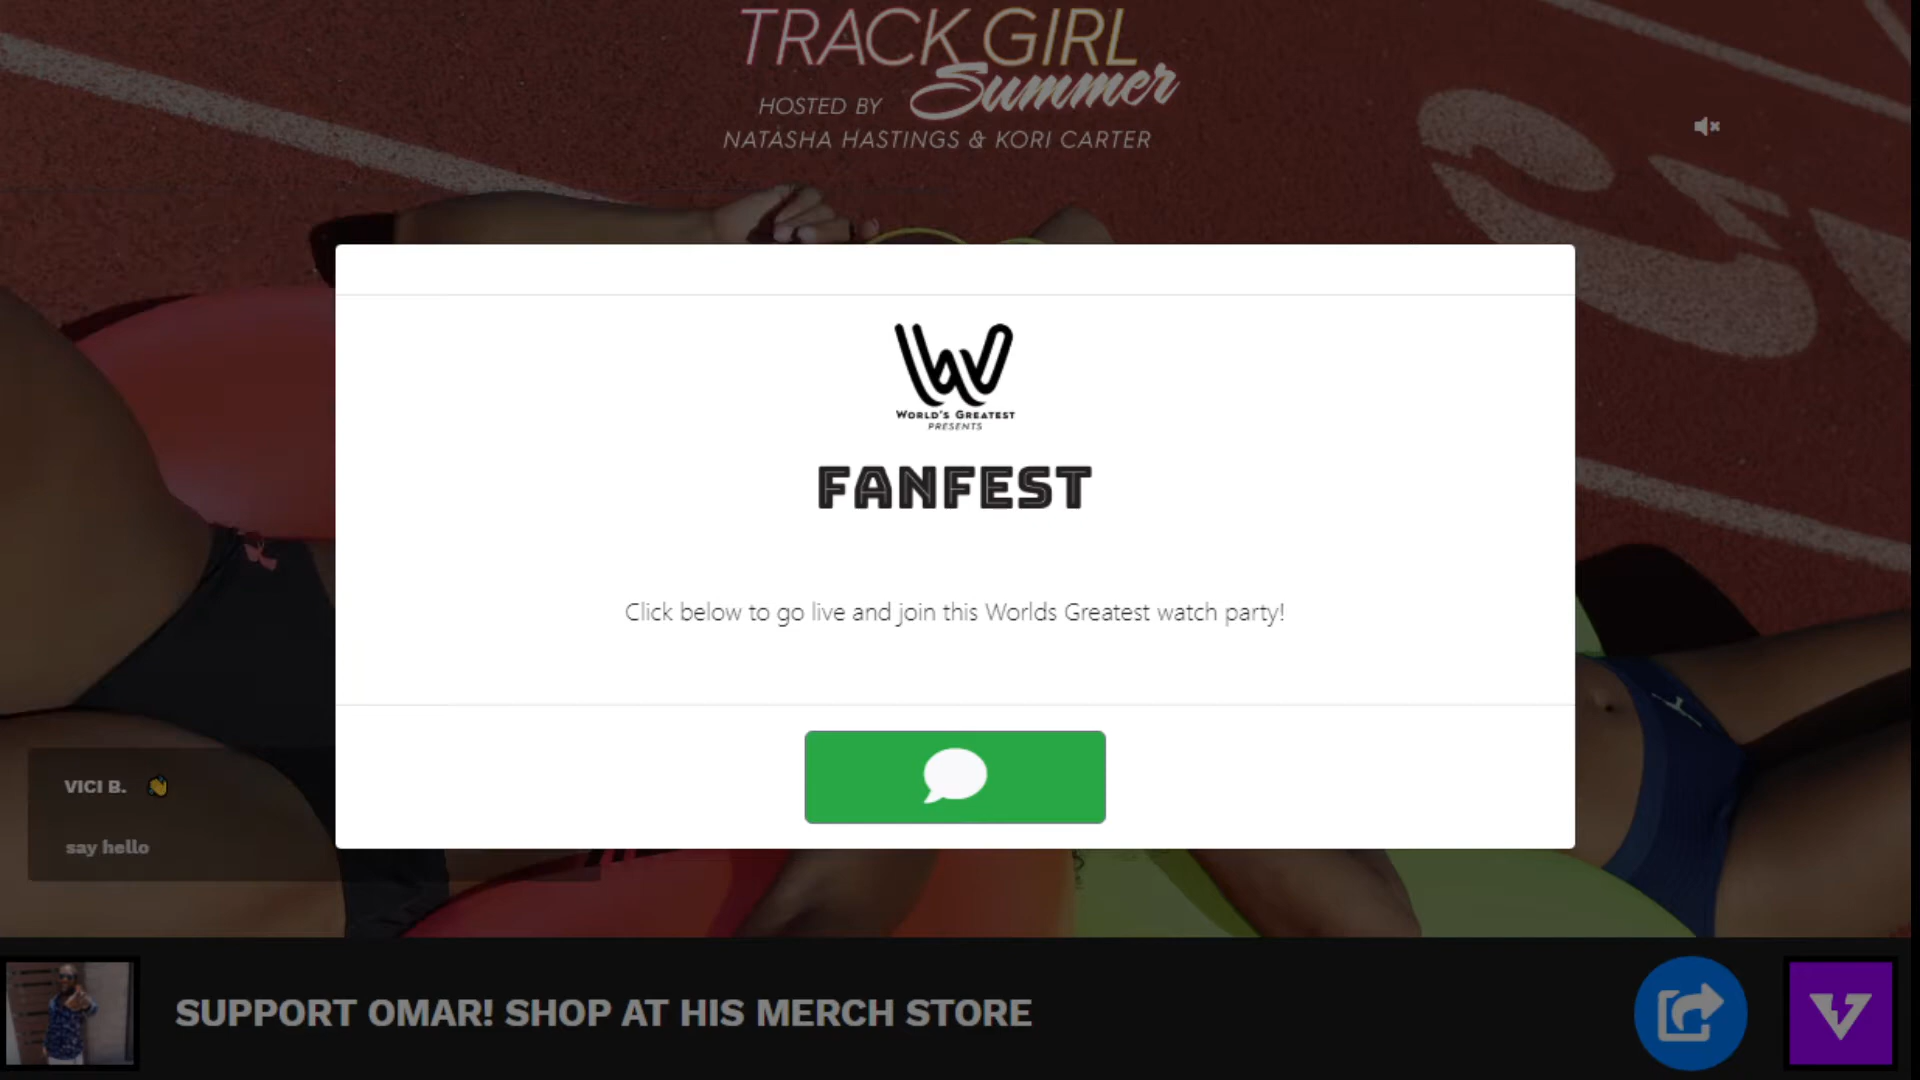 TRACK GIRL
Summer
HOSTED BY
NATASHA HASTINGS & KORI CARTER
WORLD'S GREATEST
PRESENTS
FANFEST
Click below to go live and join this Worlds Greatest watch party!
VICI B.
say hello
SUPPORT OMAR! SHOP AT HIS MERCH STORE